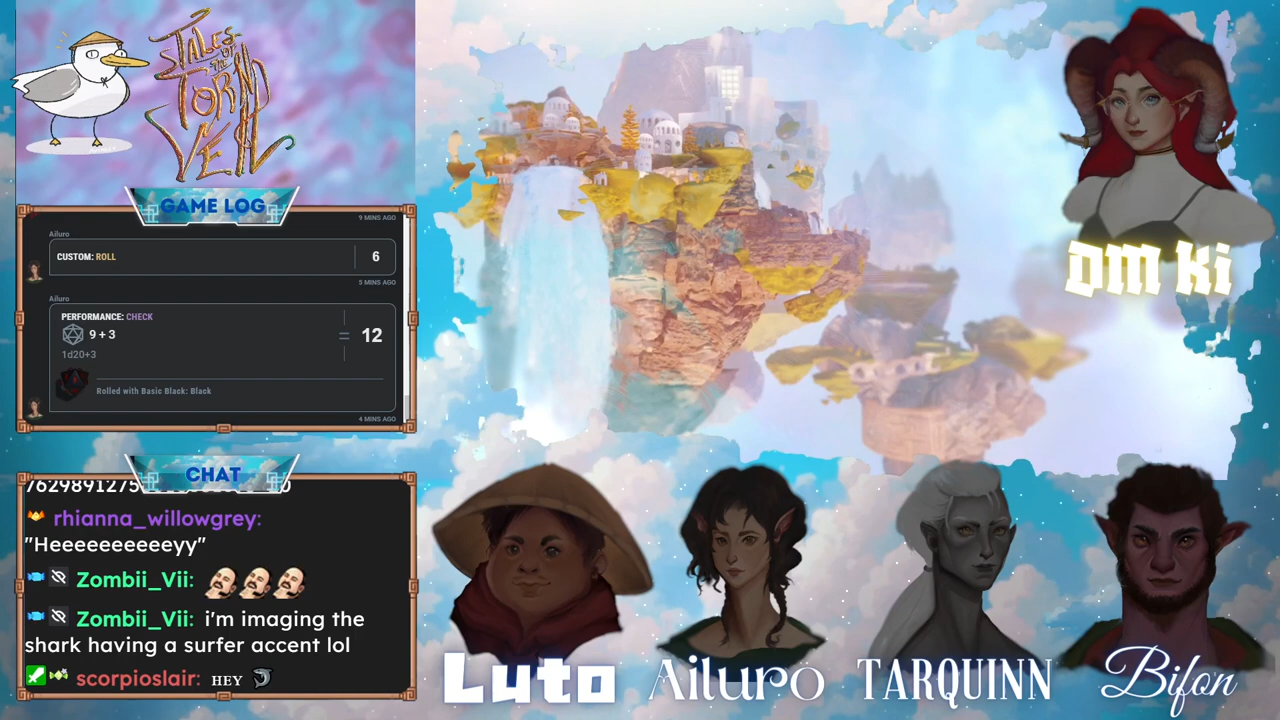 TALES
OF
THE
TORN
VEIL
GAME LOG
9 MINS AGO
Ailuro
CUSTOM: ROLL
6
5 MINS AGO
Ailuro
PERFORMANCE: CHECK
9 + 3
=
12
1d20+3
Rolled with Basic Black: Black
4 MINS AGO
CHAT
rhianna_willowgrey:
"Heeeeeeeeeeyy"
Zombii_Vii:
Zombii_Vii: i'm imaging the
shark having a surfer accent lol
scorpioslair: HEY
DM Ki
Luto
Ailuro
TARQUINN
Bifon